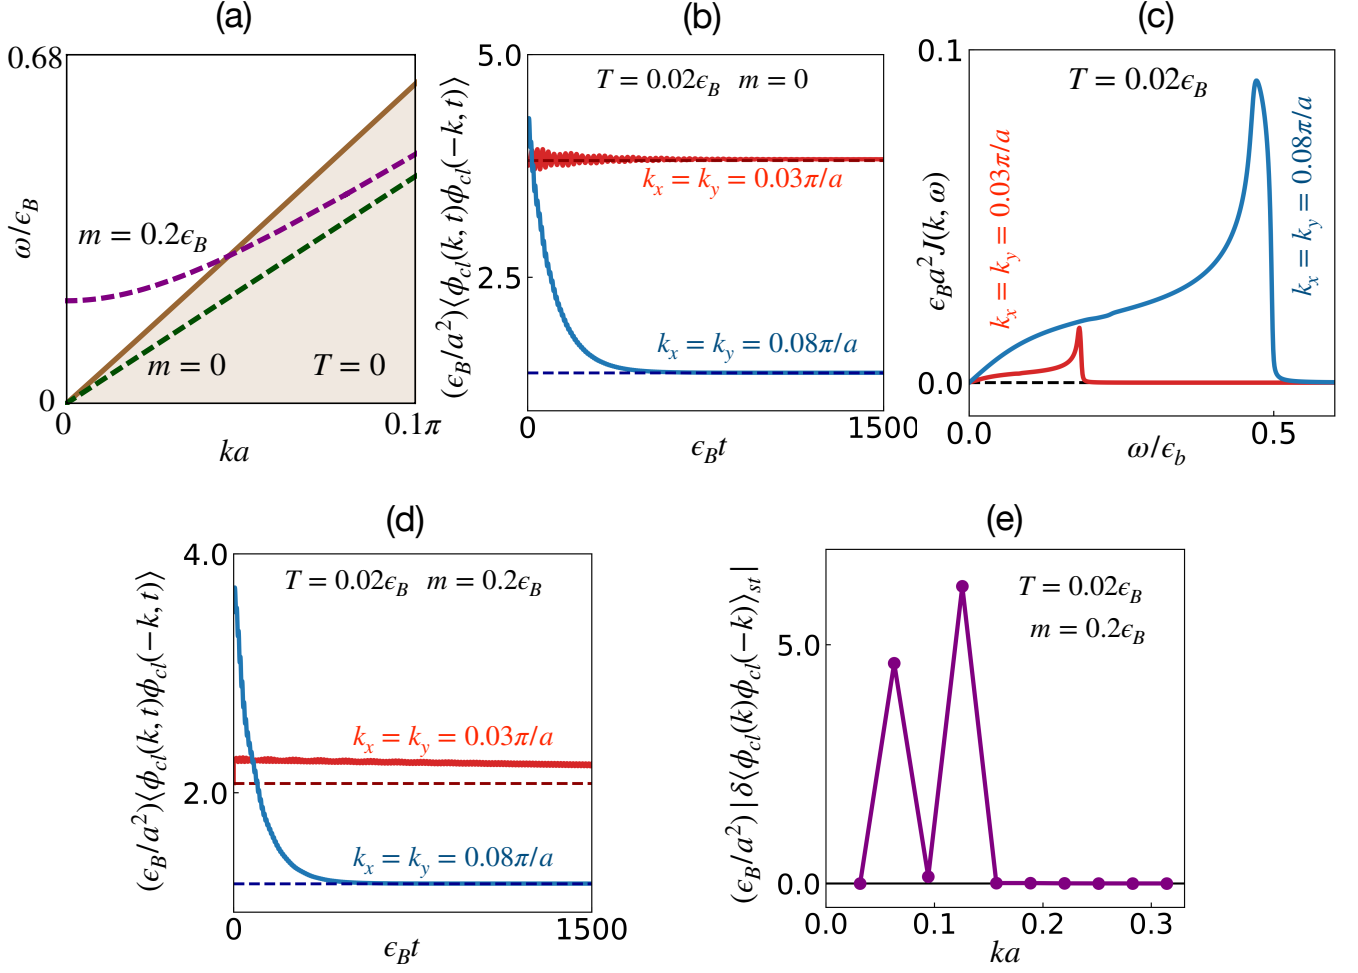 (a)
0.68
ω/ϵ_B
m = 0.2ϵ_B
m = 0
T = 0
0
0
0.1π
ka
(b)
5.0
T = 0.02ϵ_B m = 0
(ϵ_B/a²)⟨ϕ_cl(k, t)ϕ_cl(−k, t)⟩
k_x = k_y = 0.03π/a
2.5
k_x = k_y = 0.08π/a
0
1500
ϵ_B t
(c)
0.1
T = 0.02ϵ_B
ϵ_B a² J(k, ω)
k_x = k_y = 0.03π/a
k_x = k_y = 0.08π/a
0.0
0.0
0.5
ω/ϵ_b
(d)
4.0
T = 0.02ϵ_B m = 0.2ϵ_B
(ϵ_B/a²)⟨ϕ_cl(k, t)ϕ_cl(−k, t)⟩
k_x = k_y = 0.03π/a
2.0
k_x = k_y = 0.08π/a
0
1500
ϵ_B t
(e)
T = 0.02ϵ_B
m = 0.2ϵ_B
(ϵ_B/a²) | δ⟨ϕ_cl(k)ϕ_cl(−k)⟩_st |
5.0
0.0
0.0
0.1
0.2
0.3
ka